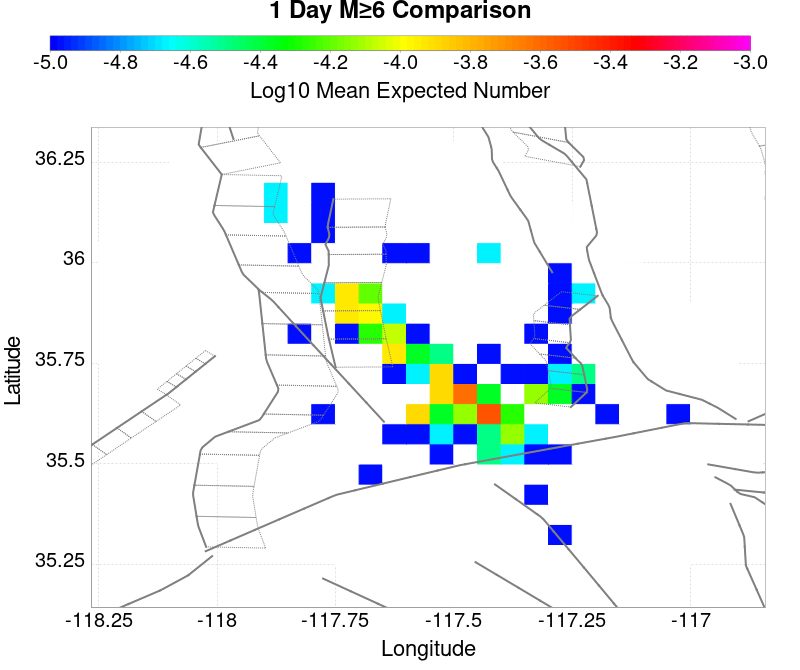 1 Day M≥6 Comparison
-5.0 -4.8 -4.6 -4.4 -4.2 -4.0 -3.8 -3.6 -3.4 -3.2 -3.0
Log10 Mean Expected Number
36.25
36
35.75
35.5
35.25
Latitude
-118.25 -118 -117.75 -117.5 -117.25 -117
Longitude